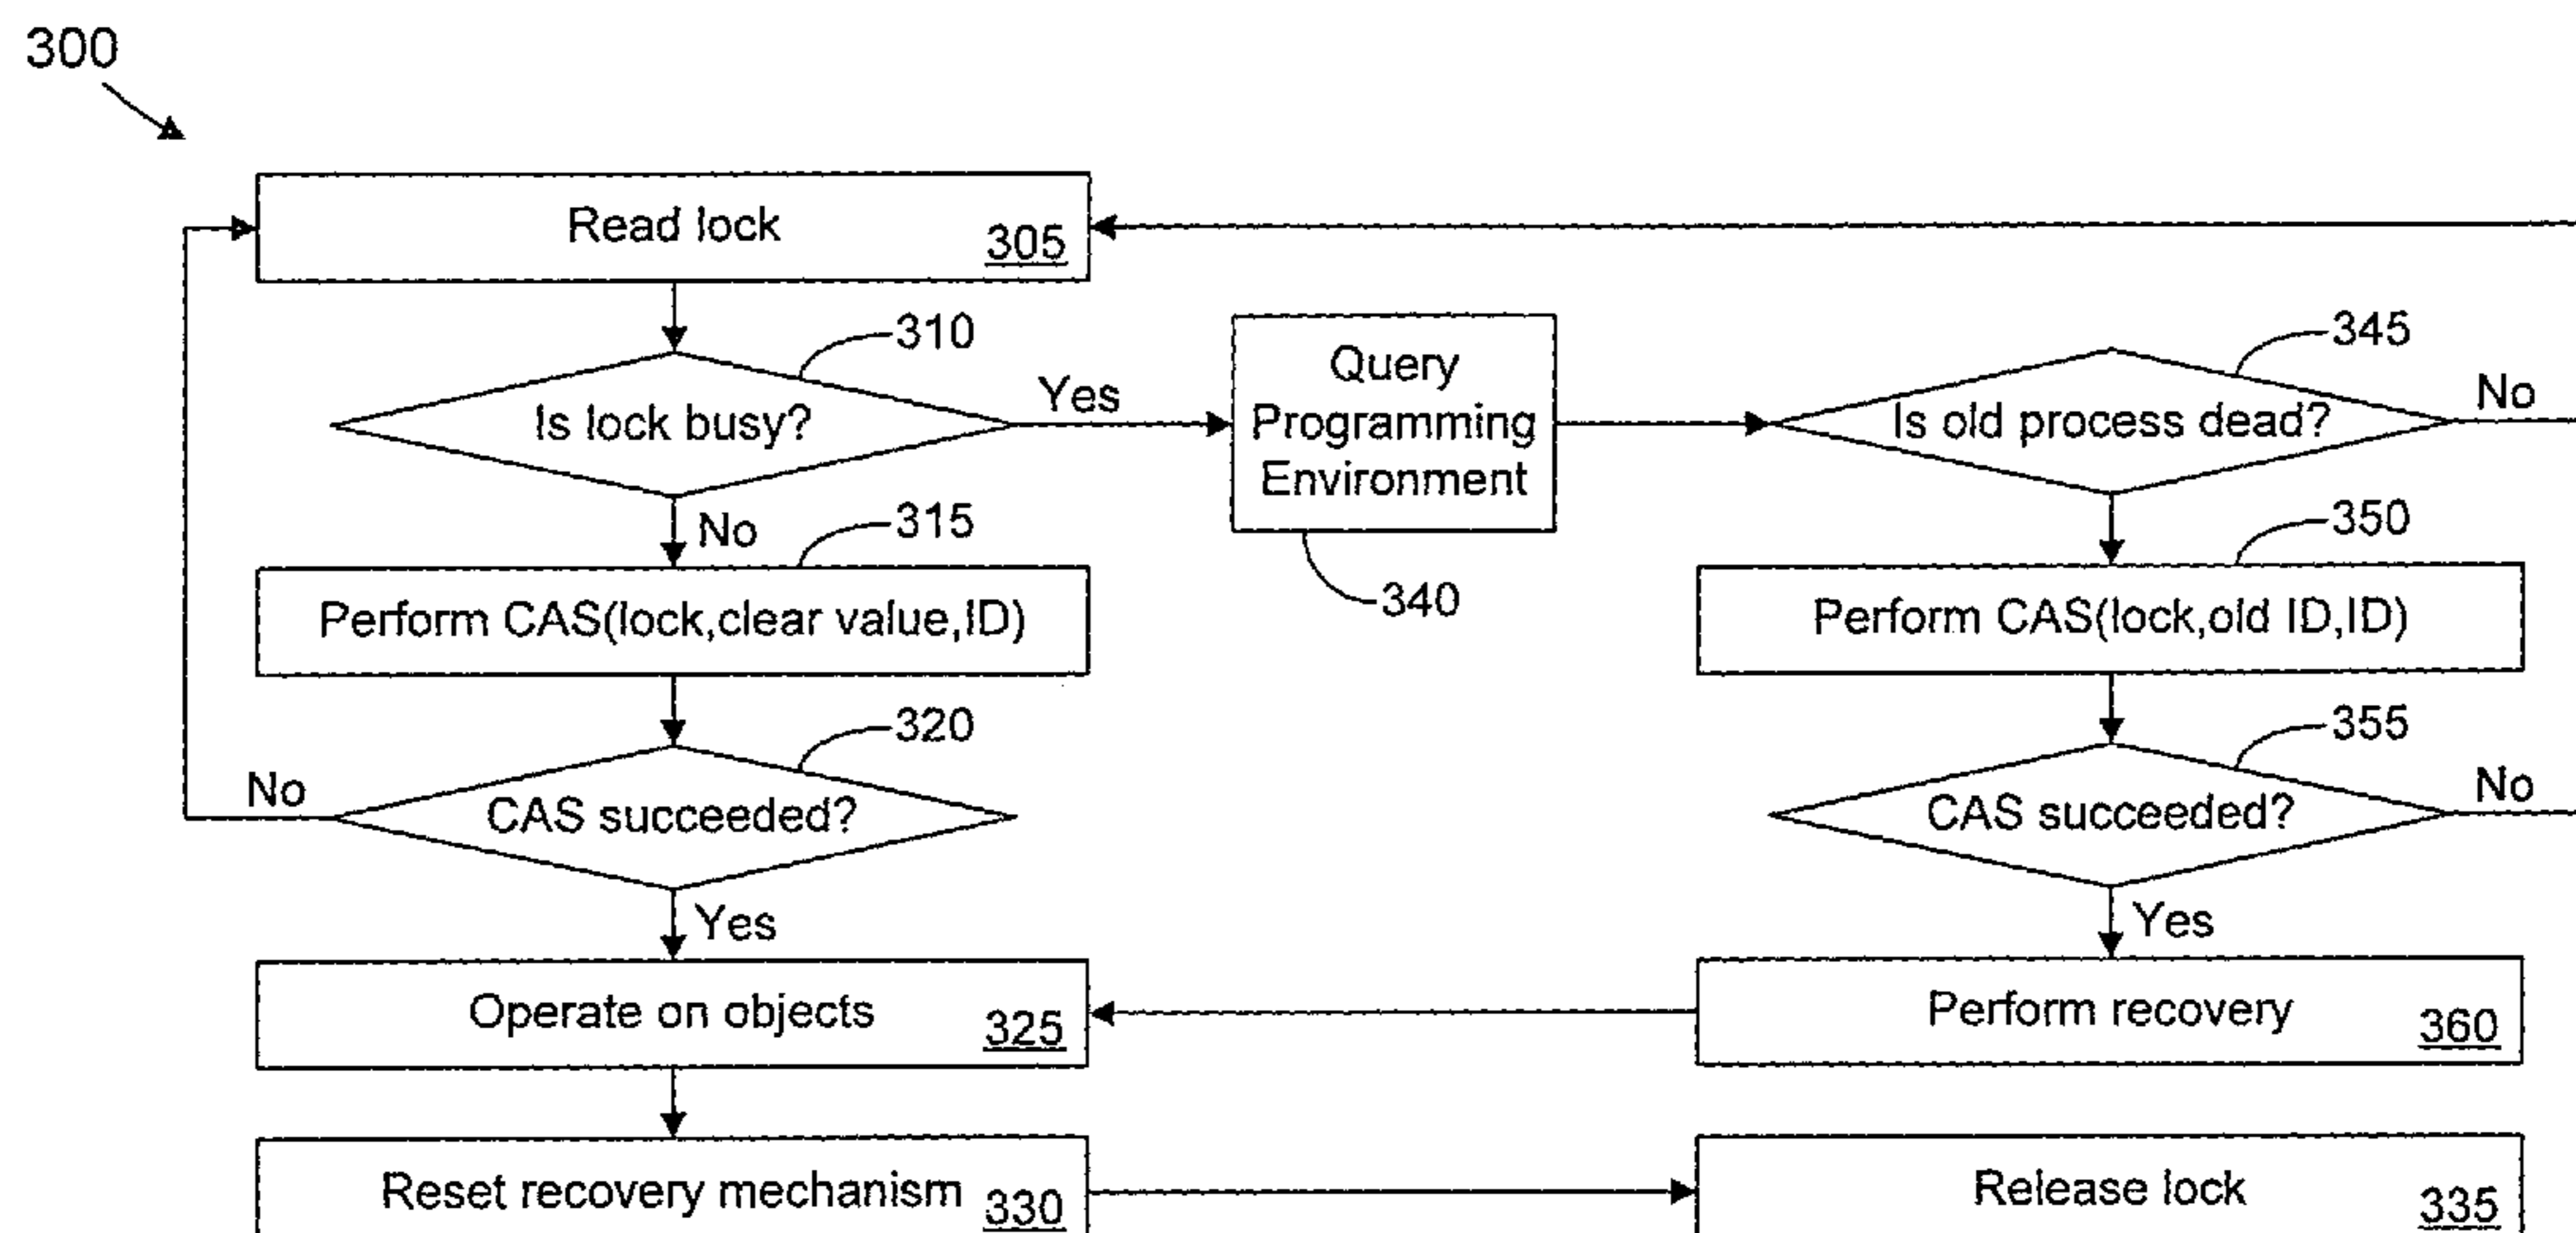 300
Read lock
305
310
Is lock busy?
Yes
Query
Programming
Environment
340
345
Is old process dead?
No
No
315
Perform CAS(lock,clear value,ID)
350
Perform CAS(lock,old ID,ID)
320
CAS succeeded?
No
Yes
355
CAS succeeded?
No
Yes
Operate on objects
325
Perform recovery
360
Reset recovery mechanism
330
Release lock
335